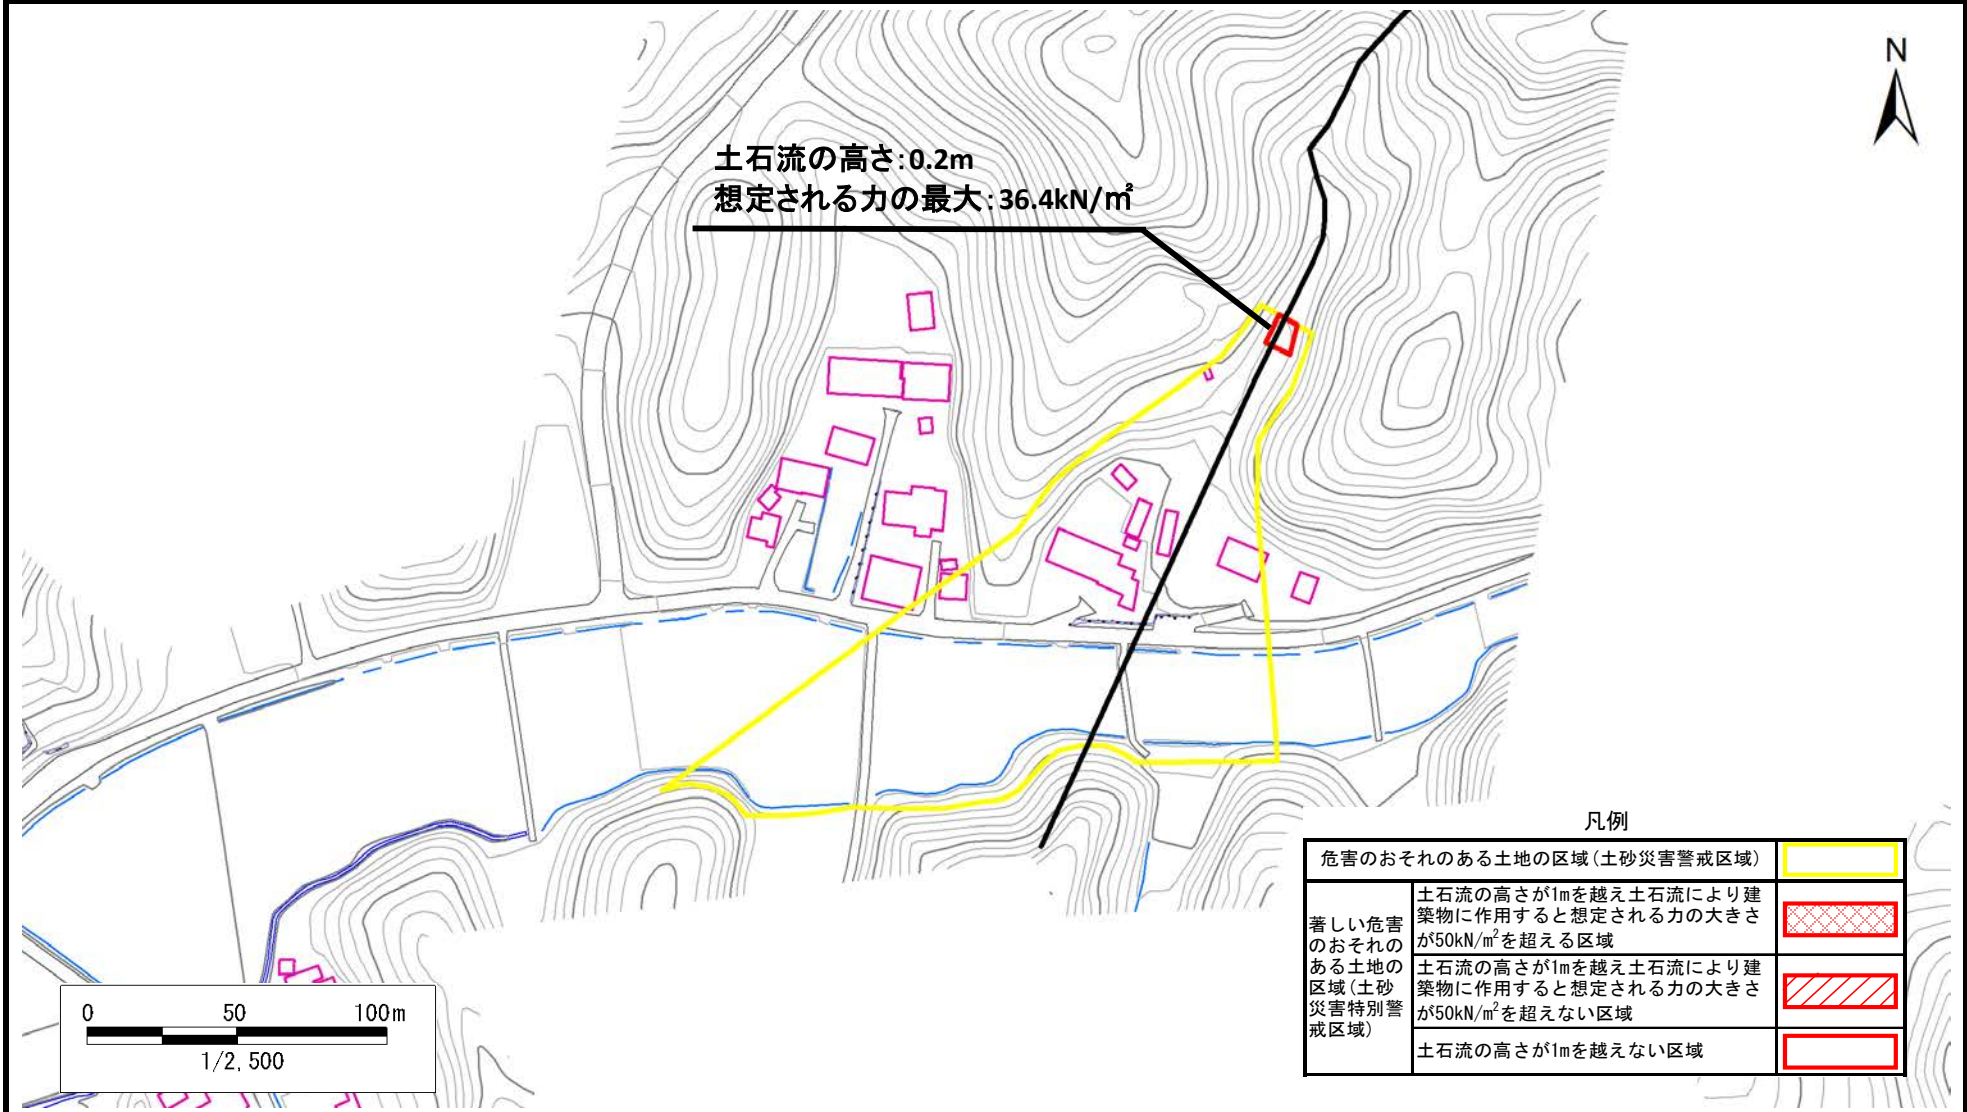 N
土石流の高さ:0.2m
想定される力の最大:36.4kN/㎡
凡例
危害のおそれのある土地の区域(土砂災害警戒区域)
著しい危害
のおそれの
ある土地の
区域(土砂
災害特別警
戒区域)
土石流の高さが1mを越え土石流により建
築物に作用すると想定される力の大きさ
が50kN/㎡を超える区域
土石流の高さが1mを越え土石流により建
築物に作用すると想定される力の大きさ
が50kN/㎡を超えない区域
土石流の高さが1mを越えない区域
0 50 100m
1/2,500